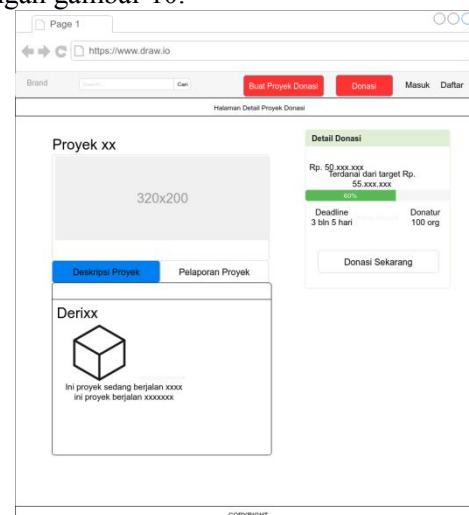 ngan gambar 10.
Page 1
https://www.draw.io
Brand
Search...
Cari
Buat Proyek Donasi
Donasi
Masuk
Daftar
Halaman Detail Proyek Donasi
Proyek xx
320x200
Deskripsi Proyek
Pelaporan Proyek
Derixx
Ini proyek sedang berjalan xxxx
ini proyek berjalan xxxxxxx
Detail Donasi
Rp. 50.xxx.xxx
Terdanai dari target Rp.
55.xxx,xxx
60%
Deadline
3 bln 5 hari
Donatur
100 org
Donasi Sekarang
COPYRIGHT